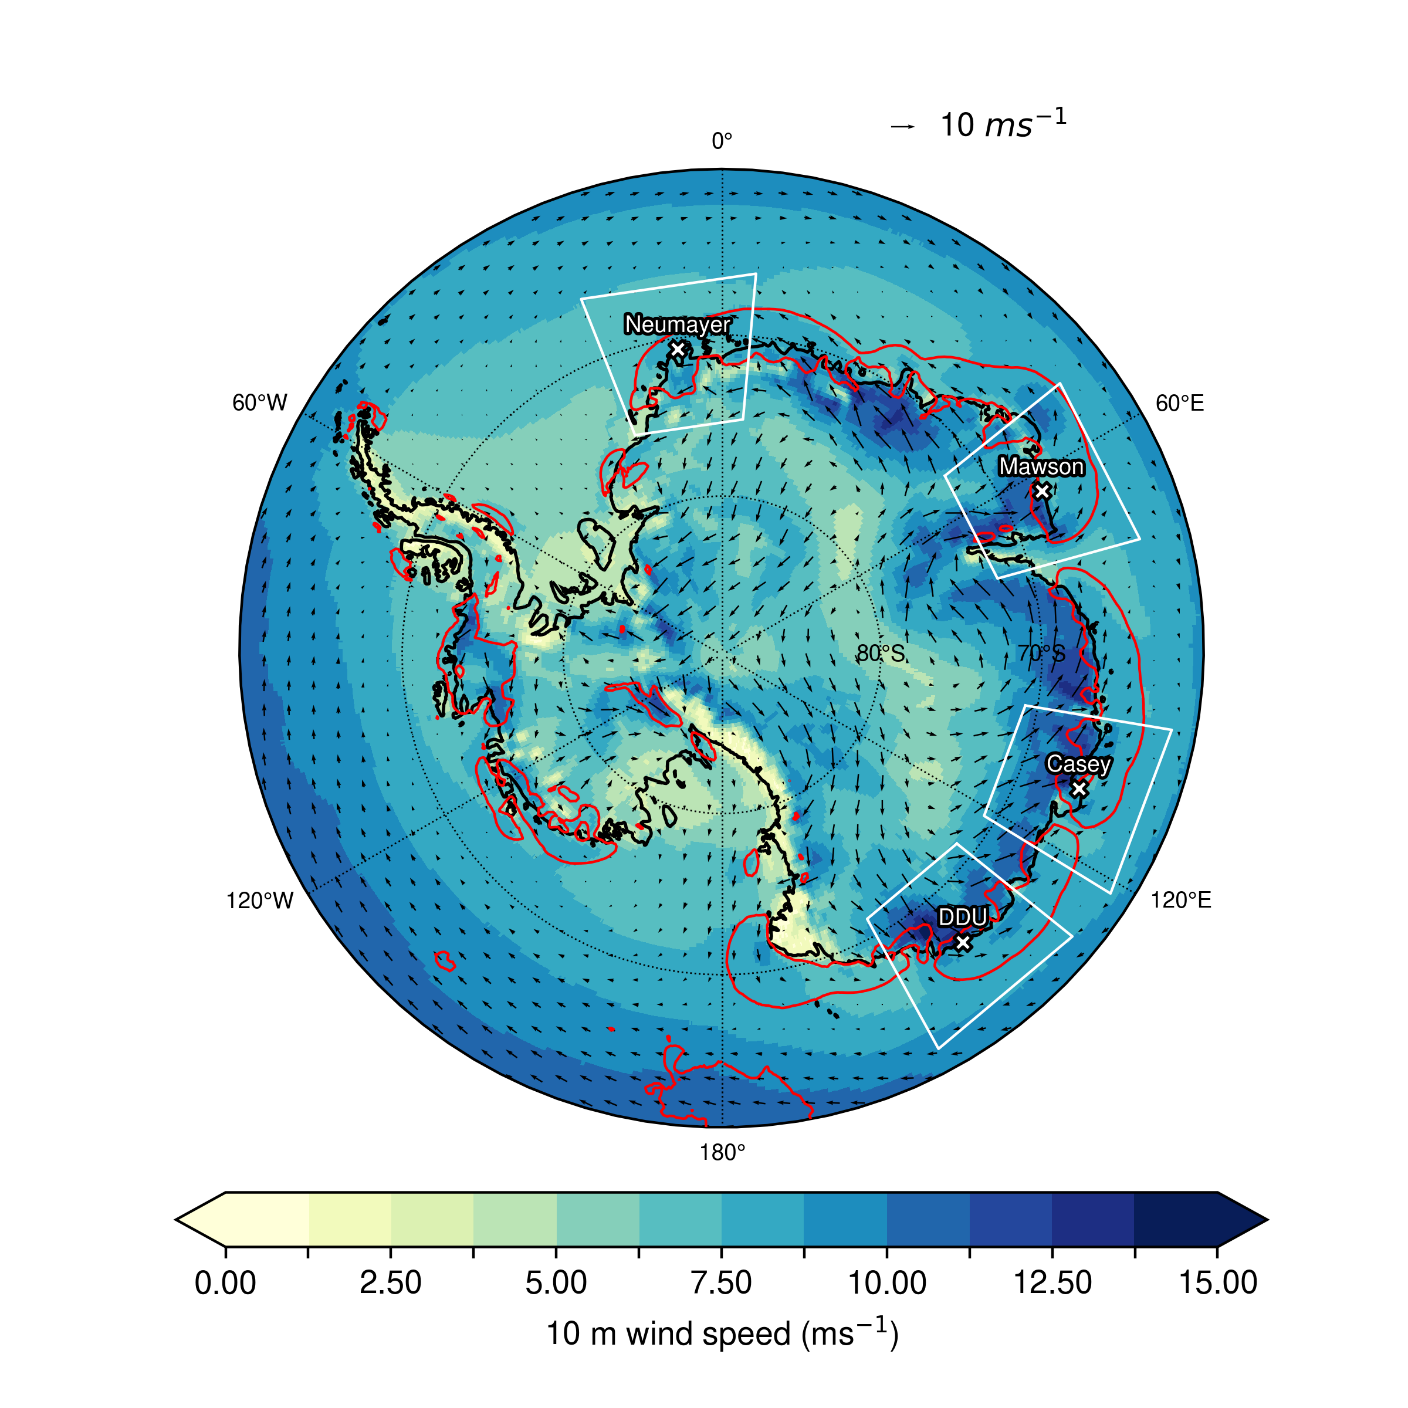 10 ms⁻¹
0°
60°W
60°E
Neumayer
Mawson
80°S
70°S
Casey
120°W
120°E
DDU
180°
0.00 2.50 5.00 7.50 10.00 12.50 15.00
10 m wind speed (ms⁻¹)